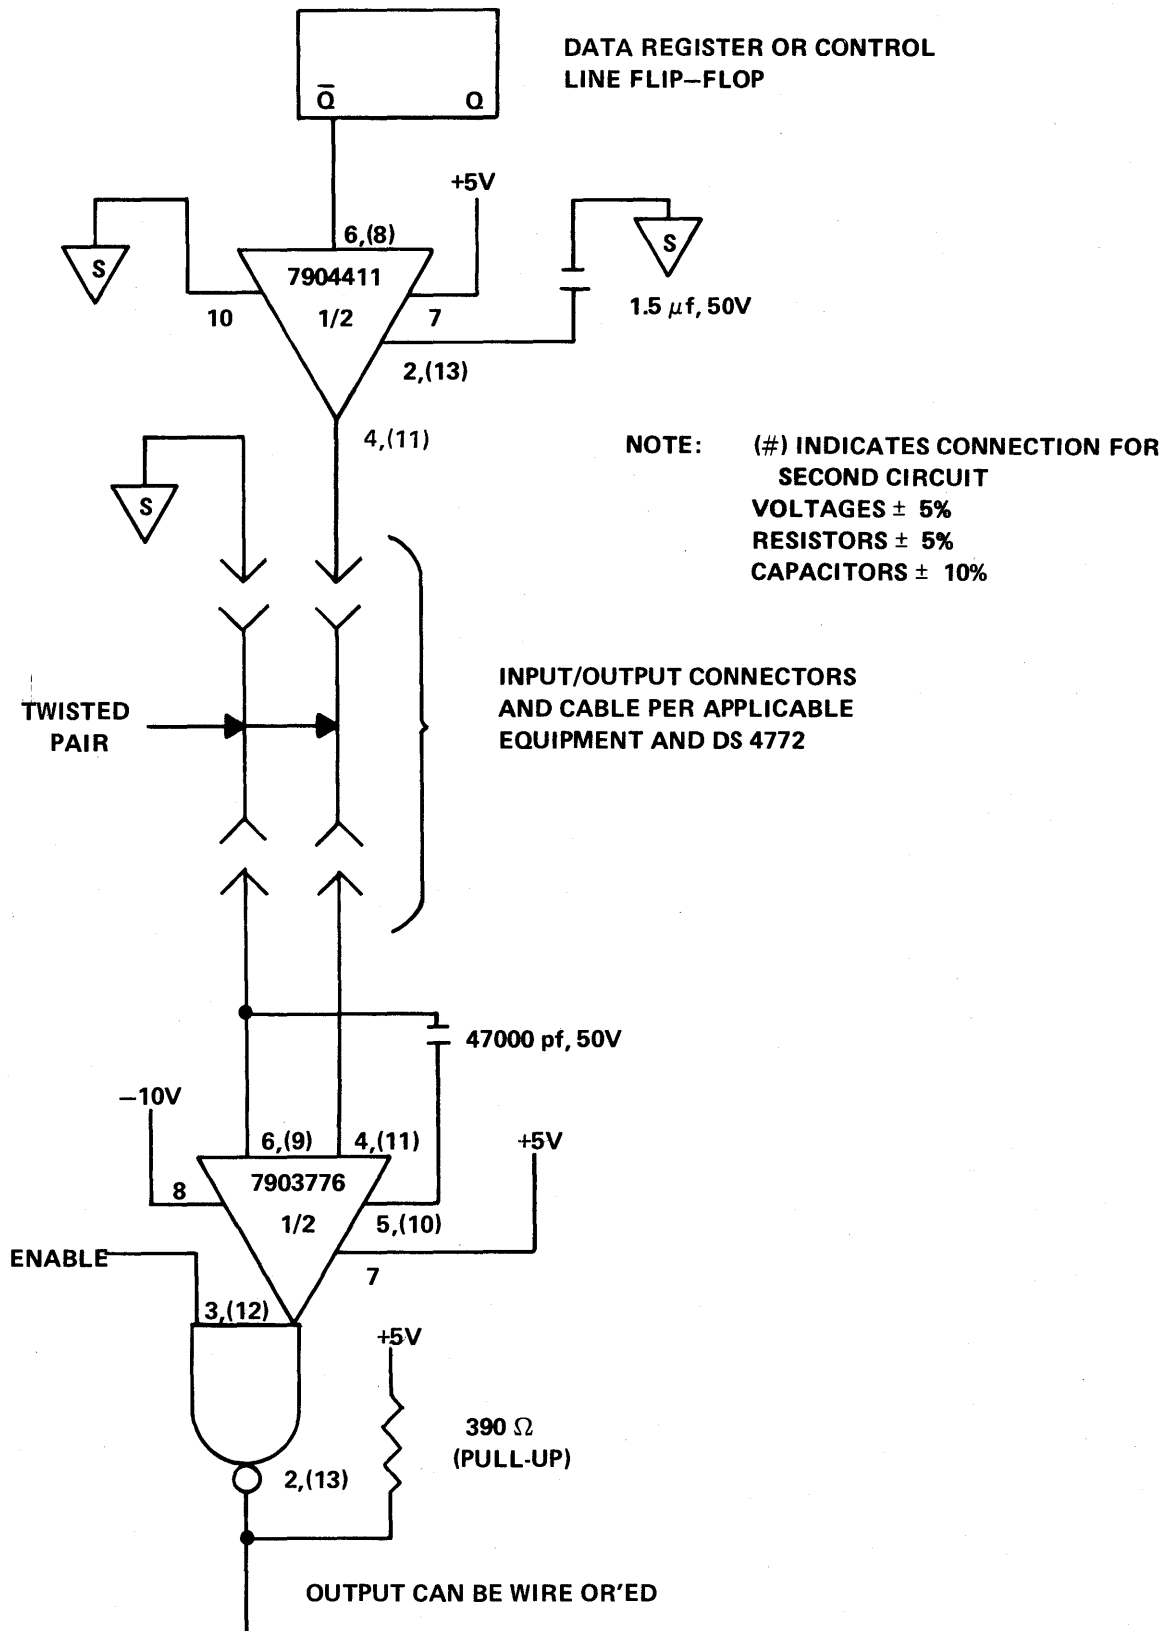 DATA REGISTER OR CONTROL
LINE FLIP–FLOP
Q̅ Q
+5V
6,(8)
S
S
7904411
1/2
10
7
1.5 μf, 50V
2,(13)
4,(11)
S
NOTE: (#) INDICATES CONNECTION FOR
SECOND CIRCUIT
VOLTAGES ± 5%
RESISTORS ± 5%
CAPACITORS ± 10%
TWISTED
PAIR
INPUT/OUTPUT CONNECTORS
AND CABLE PER APPLICABLE
EQUIPMENT AND DS 4772
47000 pf, 50V
–10V
6,(9)
4,(11)
+5V
7903776
8
1/2
5,(10)
ENABLE
7
3,(12)
+5V
390 Ω
(PULL-UP)
2,(13)
OUTPUT CAN BE WIRE OR'ED